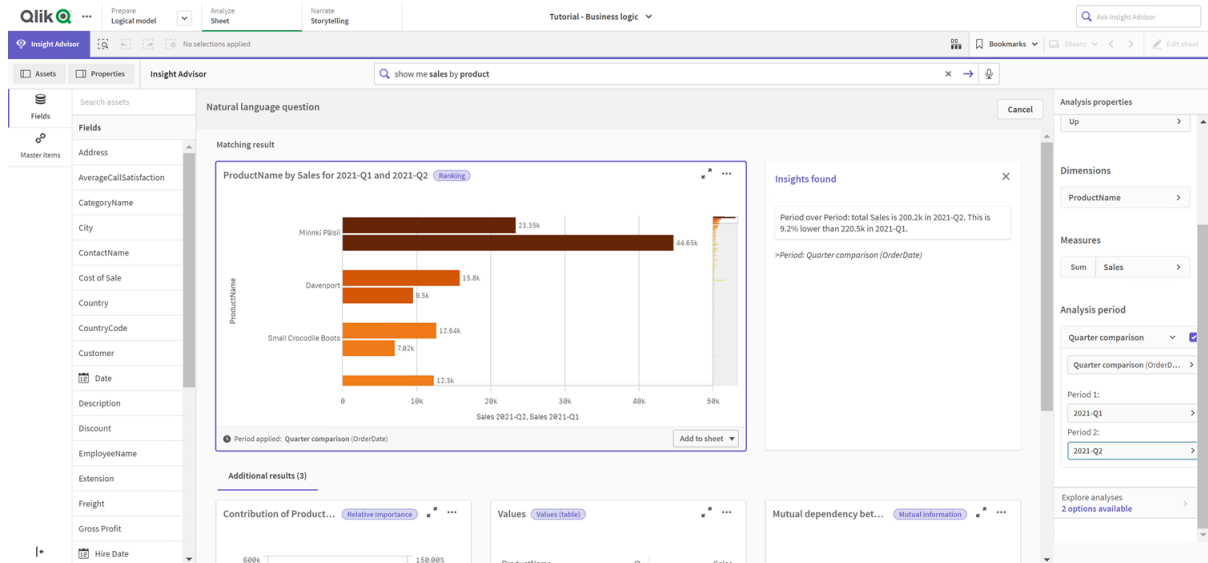 Qlik
Prepare
Logical model
Analyze
Sheet
Narrate
Storytelling
Tutorial - Business logic
Ask Insight Advisor
Insight Advisor
No selections applied
Bookmarks
Sheets
Edit sheet
Assets
Properties
Insight Advisor
show me sales by product
Fields
Master items
Search assets
Fields
Address
AverageCallSatisfaction
CategoryName
City
ContactName
Cost of Sale
Country
CountryCode
Customer
Date
Description
Discount
EmployeeName
Extension
Freight
Gross Profit
Hire Date
Natural language question
Cancel
Matching result
ProductName by Sales for 2021-Q1 and 2021-Q2 Ranking
ProductName
Minnki Pälsii
23.35k
44.65k
Davenport
15.8k
9.5k
Small Crocodile Boots
12.64k
7.02k
12.3k
0 10k 20k 30k 40k 50k
Sales 2021-Q2, Sales 2021-Q1
Period applied: Quarter comparison (OrderDate)
Add to sheet
Insights found
Period over Period: total Sales is 200.2k in 2021-Q2. This is
9.2% lower than 220.5k in 2021-Q1.
>Period: Quarter comparison (OrderDate)
Additional results (3)
Contribution of Product... Relative importance
600k
150.00%
Values Values (table)
ProductName
Sales
Mutual dependency bet... Mutual information
Analysis properties
Up
Dimensions
ProductName
Measures
Sum Sales
Analysis period
Quarter comparison
Quarter comparison (OrderD...
Period 1:
2021-Q1
Period 2:
2021-Q2
Explore analyses
2 options available